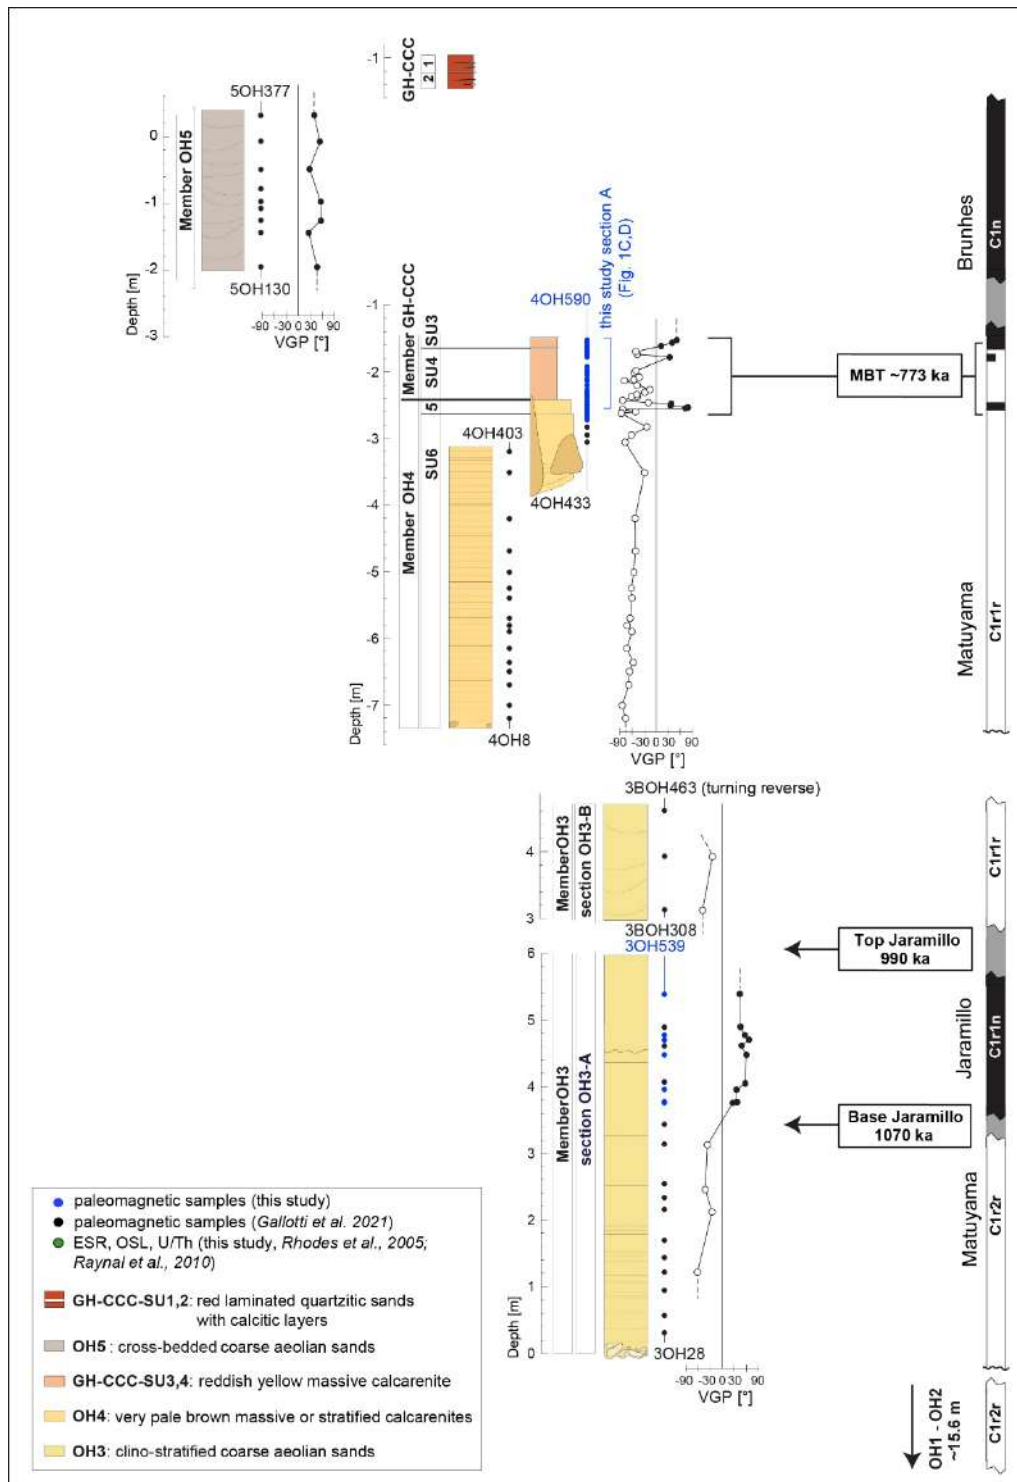 -1
GH-CCC
2 1
5OH377
0
-1
-2
-3
Depth [m]
Member OH5
5OH130
-90 -30 0 30 90
VGP [°]
this study section A
(Fig. 1C,D)
4OH590
-1
-2
-3
-4
-5
-6
-7
Depth [m]
Member GH-CCC
SU3
SU4
5
SU6
Member OH4
4OH403
4OH433
4OH8
-90 -30 0 30 90
VGP [°]
MBT ~773 ka
Brunhes
C1n
Matuyama
C1r1r
3BOH463 (turning reverse)
4
3
MemberOH3
section OH3-B
3BOH308
3OH539
6
5
4
3
2
1
0
Depth [m]
MemberOH3
section OH3-A
3OH28
-90 -30 0 30 90
VGP [°]
C1r1r
Top Jaramillo
990 ka
Jaramillo
C1r1n
Base Jaramillo
1070 ka
Matuyama
C1r2r
OH1 - OH2
~15.6 m
C1r2r
paleomagnetic samples (this study)
paleomagnetic samples (Gallotti et al. 2021)
ESR, OSL, U/Th (this study, Rhodes et al., 2005;
Raynal et al., 2010)
GH-CCC-SU1,2: red laminated quartzitic sands
with calcitic layers
OH5 : cross-bedded coarse aeolian sands
GH-CCC-SU3,4: reddish yellow massive calcarenite
OH4: very pale brown massive or stratified calcarenites
OH3: clino-stratified coarse aeolian sands